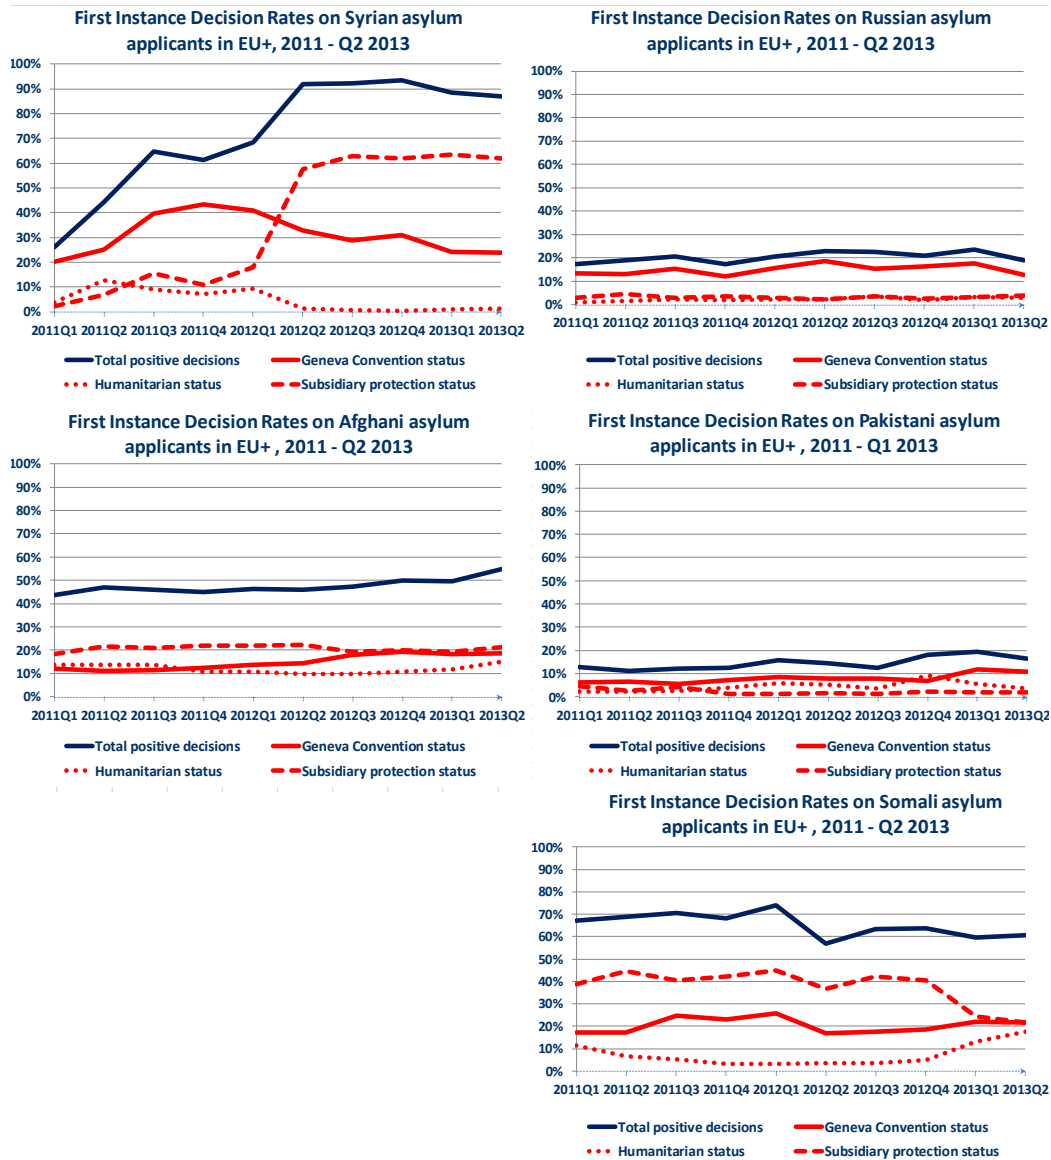 First Instance Decision Rates on Syrian asylum
applicants in EU+, 2011 - Q2 2013
100%
90%
80%
70%
60%
50%
40%
30%
20%
10%
0%
2011Q1 2011Q2 2011Q3 2011Q4 2012Q1 2012Q2 2012Q3 2012Q4 2013Q1 2013Q2
Total positive decisions Geneva Convention status
Humanitarian status Subsidiary protection status
First Instance Decision Rates on Russian asylum
applicants in EU+, 2011 - Q2 2013
100%
90%
80%
70%
60%
50%
40%
30%
20%
10%
0%
2011Q1 2011Q2 2011Q3 2011Q4 2012Q1 2012Q2 2012Q3 2012Q4 2013Q1 2013Q2
Total positive decisions Geneva Convention status
Humanitarian status Subsidiary protection status
First Instance Decision Rates on Afghani asylum
applicants in EU+ , 2011 - Q2 2013
100%
90%
80%
70%
60%
50%
40%
30%
20%
10%
0%
2011Q1 2011Q2 2011Q3 2011Q4 2012Q1 2012Q2 2012Q3 2012Q4 2013Q1 2013Q2
Total positive decisions Geneva Convention status
Humanitarian status Subsidiary protection status
First Instance Decision Rates on Pakistani asylum
applicants in EU+ , 2011 - Q1 2013
100%
90%
80%
70%
60%
50%
40%
30%
20%
10%
0%
2011Q1 2011Q2 2011Q3 2011Q4 2012Q1 2012Q2 2012Q3 2012Q4 2013Q1 2013Q2
Total positive decisions Geneva Convention status
Humanitarian status Subsidiary protection status
First Instance Decision Rates on Somali asylum
applicants in EU+ , 2011 - Q2 2013
100%
90%
80%
70%
60%
50%
40%
30%
20%
10%
0%
2011Q1 2011Q2 2011Q3 2011Q4 2012Q1 2012Q2 2012Q3 2012Q4 2013Q1 2013Q2
Total positive decisions Geneva Convention status
Humanitarian status Subsidiary protection status